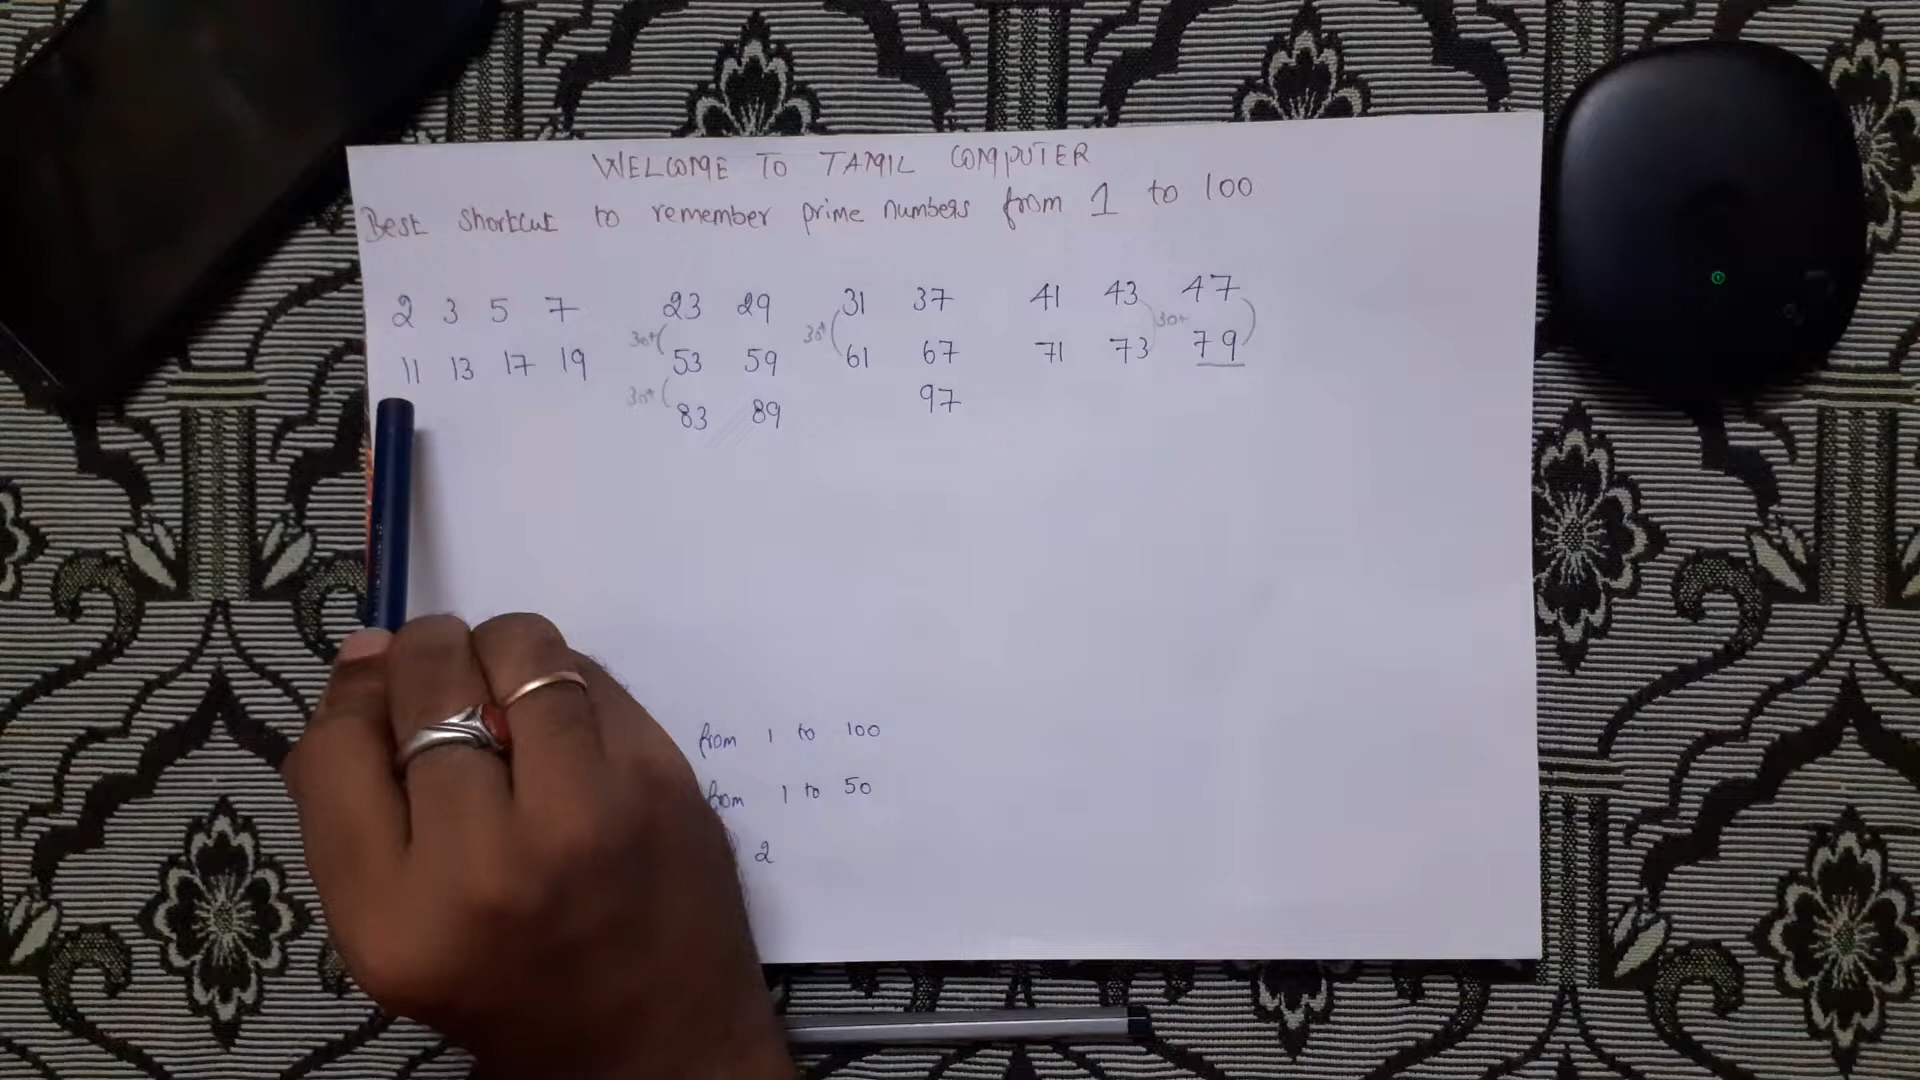 WELCOME TO TAMIL COMPUTER
Best shortcut to remember prime numbers from 1 to 100
2 3 5 7 23 29 31 37 41 43 47
30+ 30+ 30+
11 13 17 19 53 59 61 67 71 73 79
30+
83 89 97
from 1 to 100
from 1 to 50
2